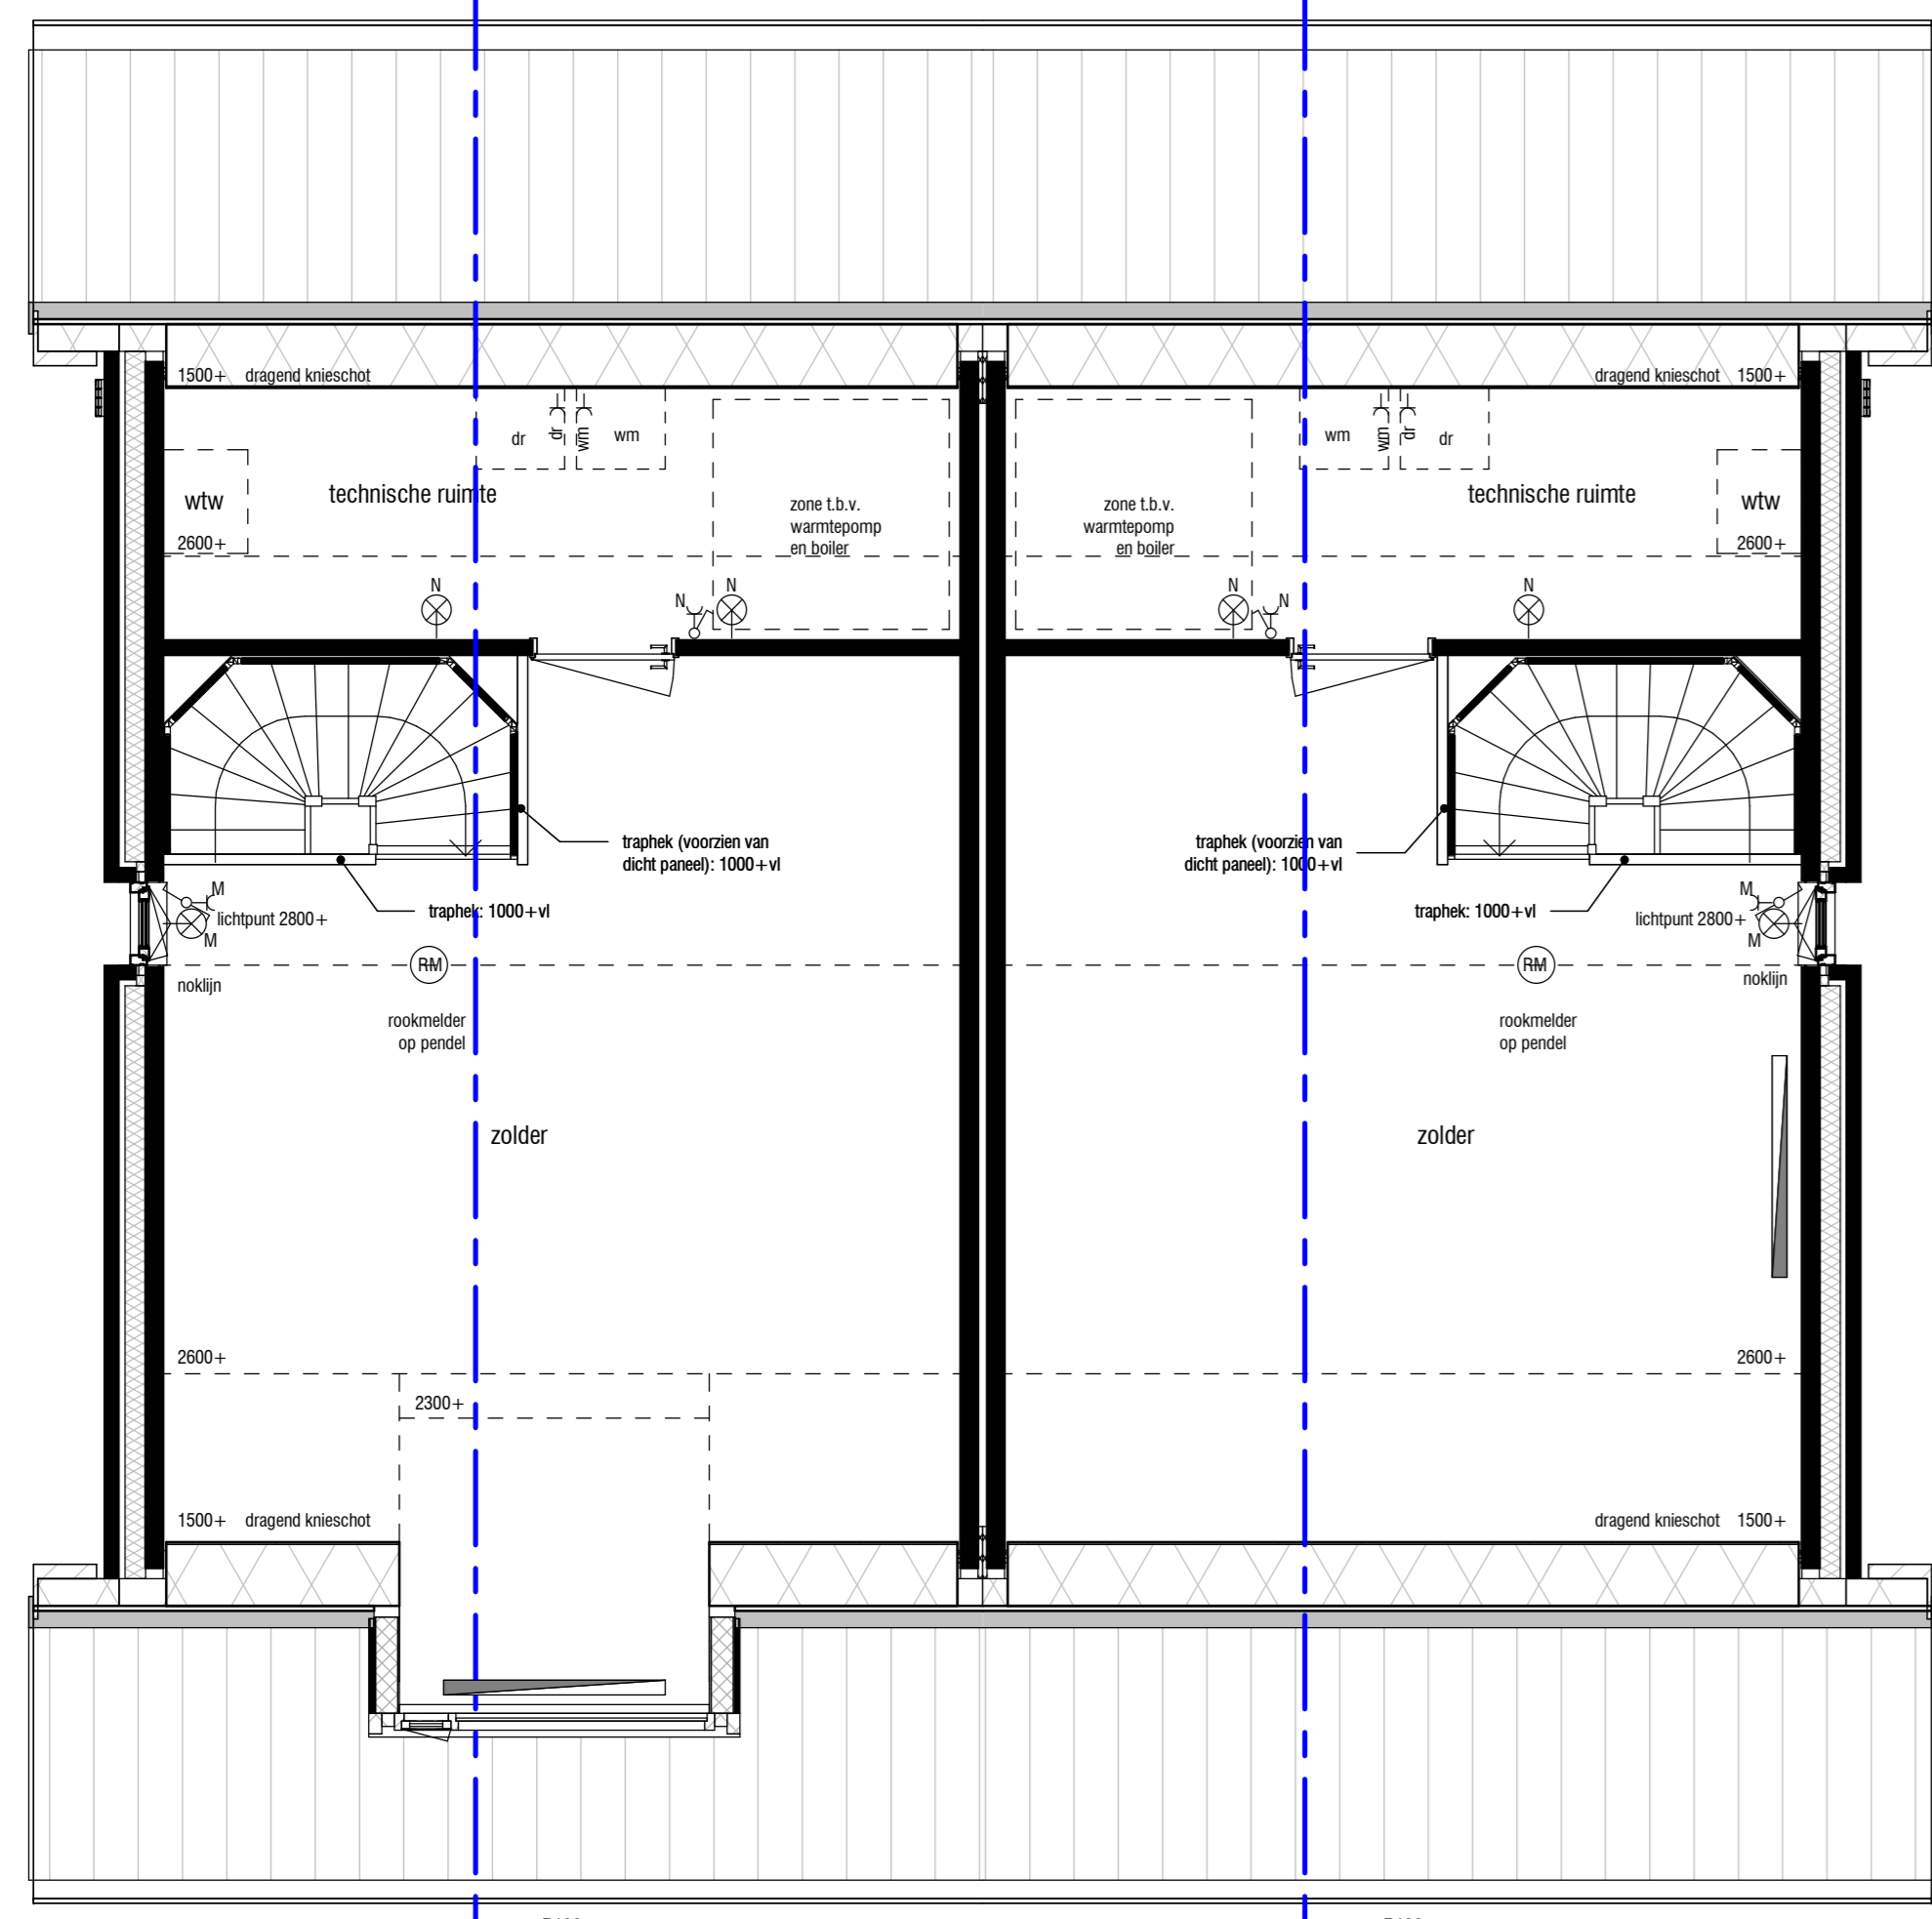 1500+ dragend knieschot
dragend knieschot 1500+
dr
dr
wm
wm
wm
wm
dr
dr
wtw
technische ruimte
technische ruimte
wtw
zone t.b.v.
warmtepomp
en boiler
zone t.b.v.
warmtepomp
en boiler
2600+
2600+
N
N
N
N
N
N
traphek (voorzien van
dicht paneel): 1000+vl
traphek (voorzien van
dicht paneel): 1000+vl
traphek: 1000+vl
traphek: 1000+vl
M
lichtpunt 2800+
M
M
lichtpunt 2800+
M
RM
RM
noklijn
noklijn
rookmelder
op pendel
rookmelder
op pendel
zolder
zolder
2600+
2600+
2300+
1500+ dragend knieschot
dragend knieschot 1500+